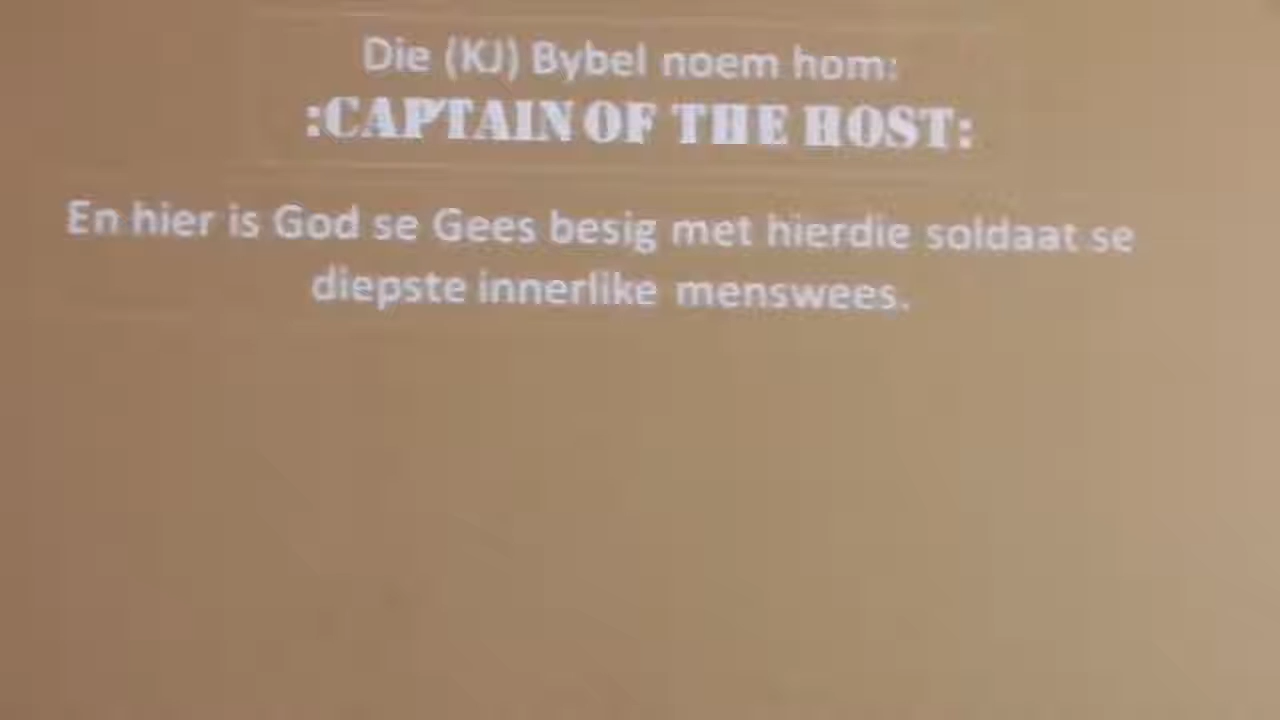 Die (KJ) Bybel noem hom:
:CAPTAIN OF THE HOST:
En hier is God se Gees besig met hierdie soldaat se
diepste innerlike menswees.